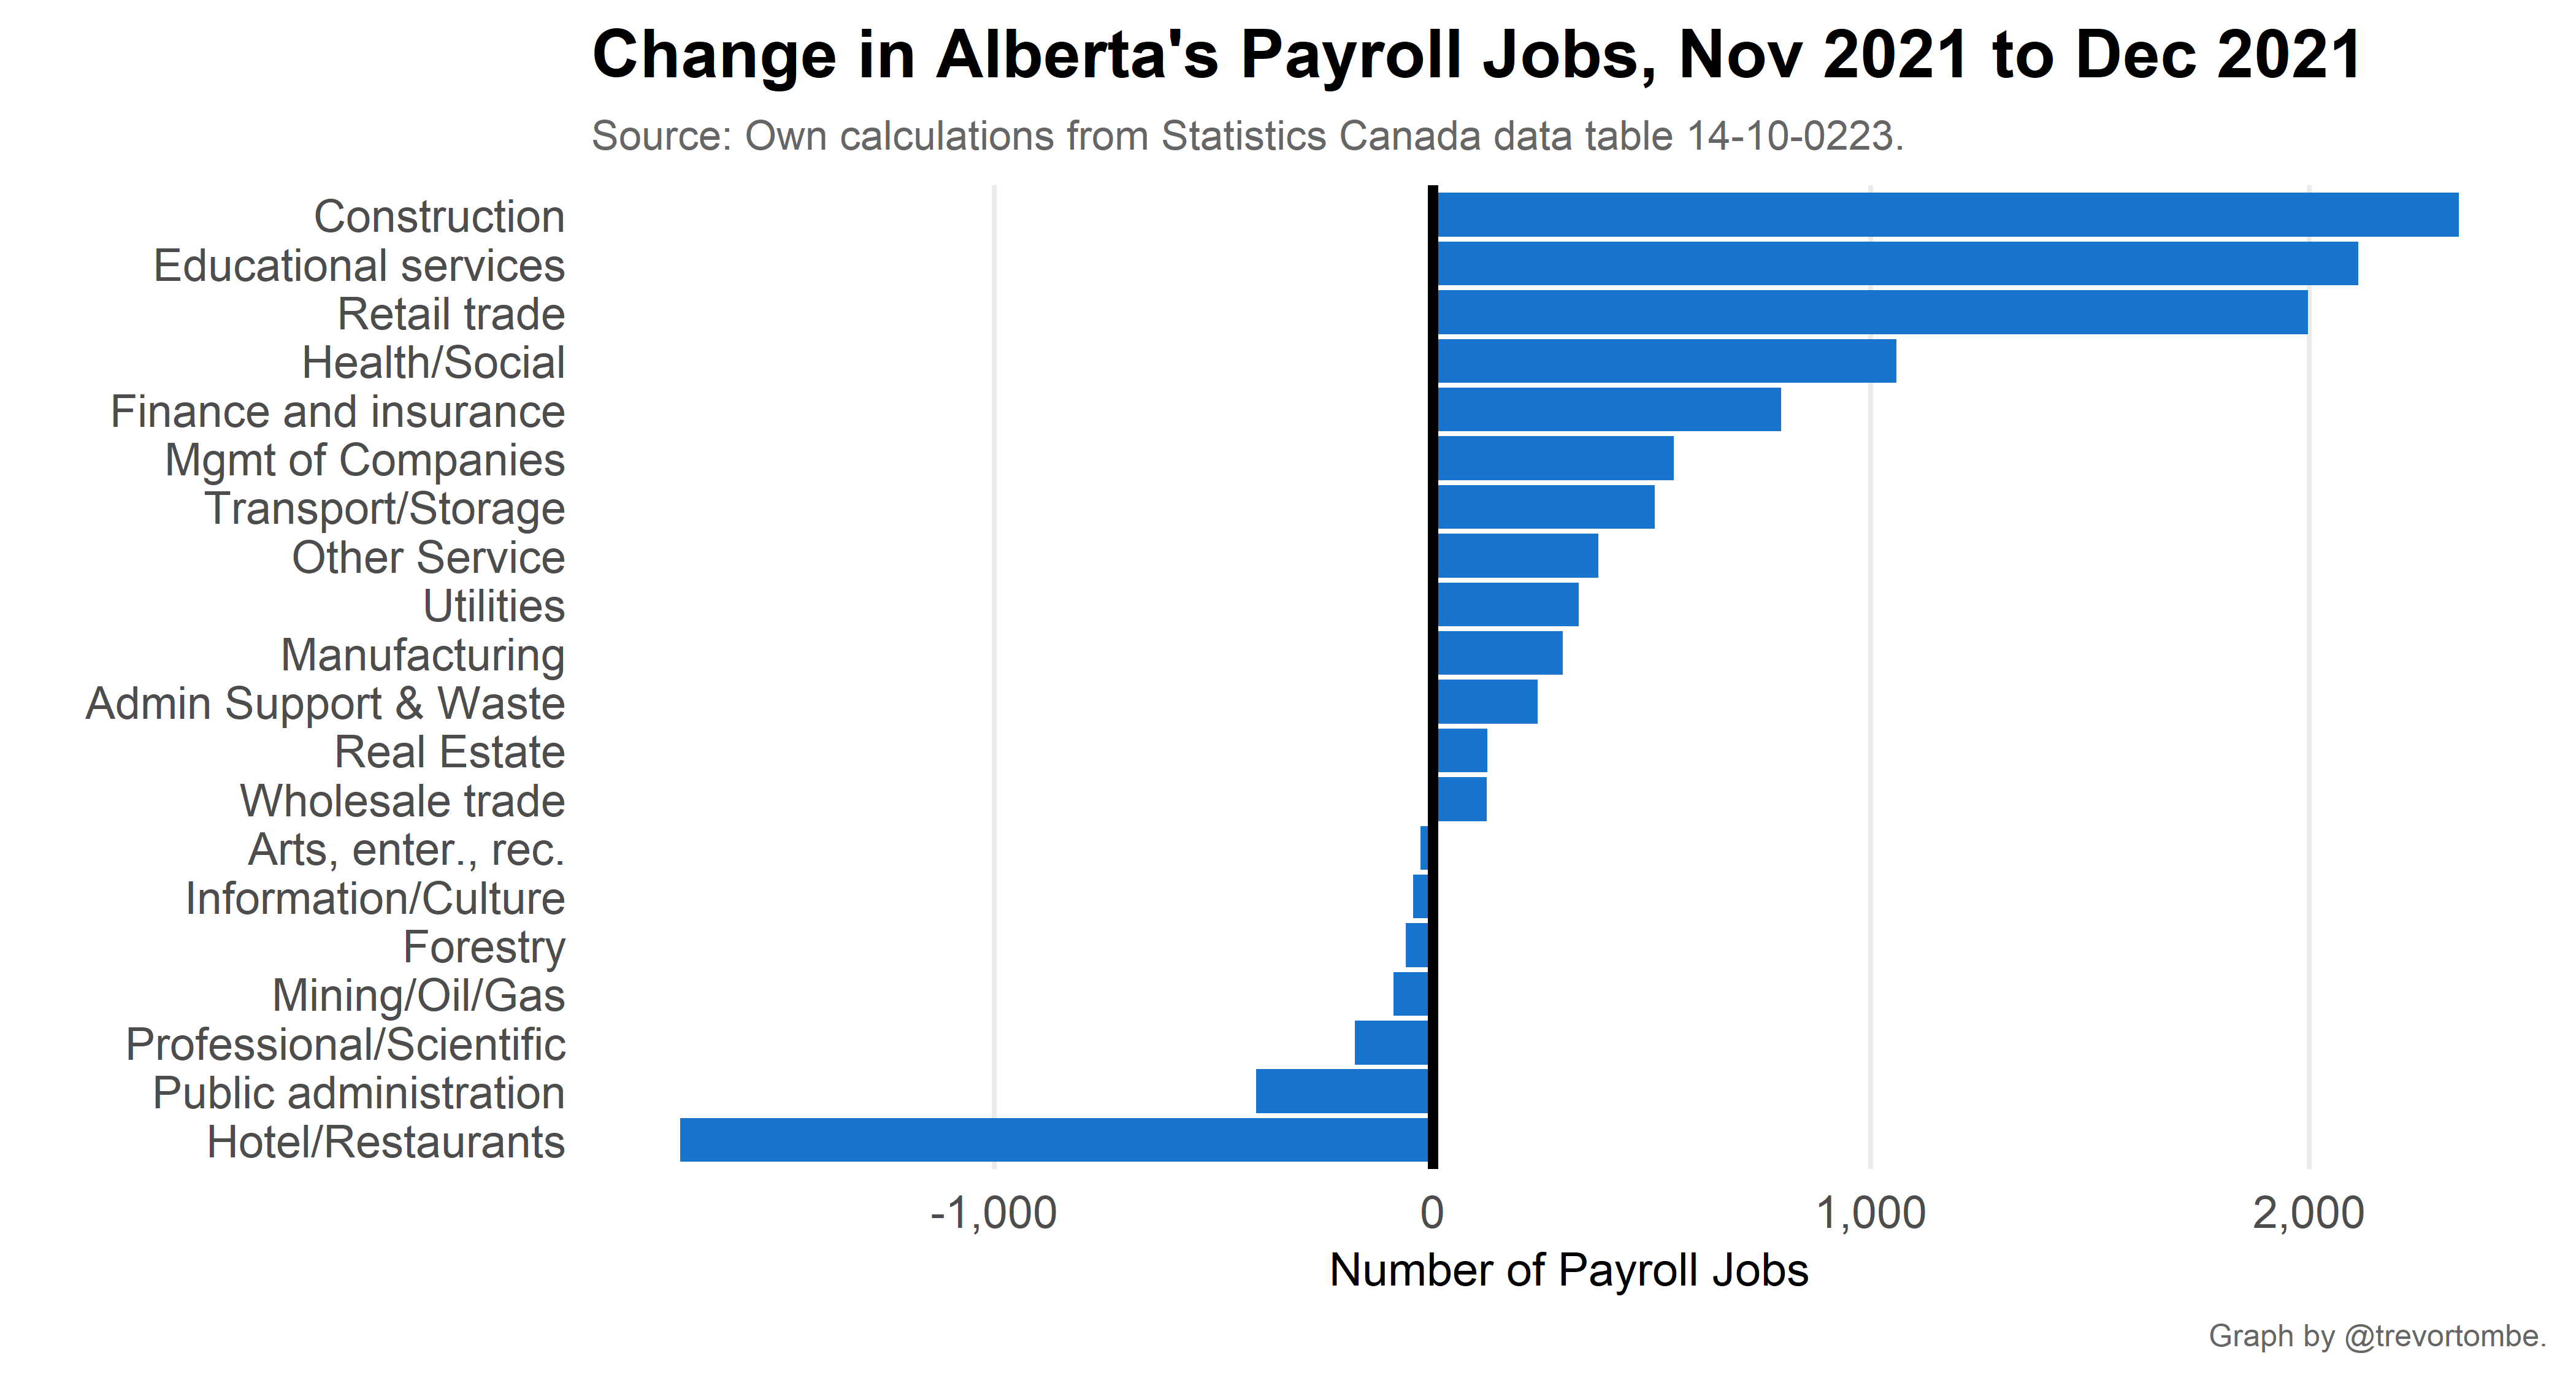 Change in Alberta's Payroll Jobs, Nov 2021 to Dec 2021
Source: Own calculations from Statistics Canada data table 14-10-0223.
Construction
Educational services
Retail trade
Health/Social
Finance and insurance
Mgmt of Companies
Transport/Storage
Other Service
Utilities
Manufacturing
Admin Support & Waste
Real Estate
Wholesale trade
Arts, enter., rec.
Information/Culture
Forestry
Mining/Oil/Gas
Professional/Scientific
Public administration
Hotel/Restaurants
-1,000 0 1,000 2,000
Number of Payroll Jobs
Graph by @trevortombe.